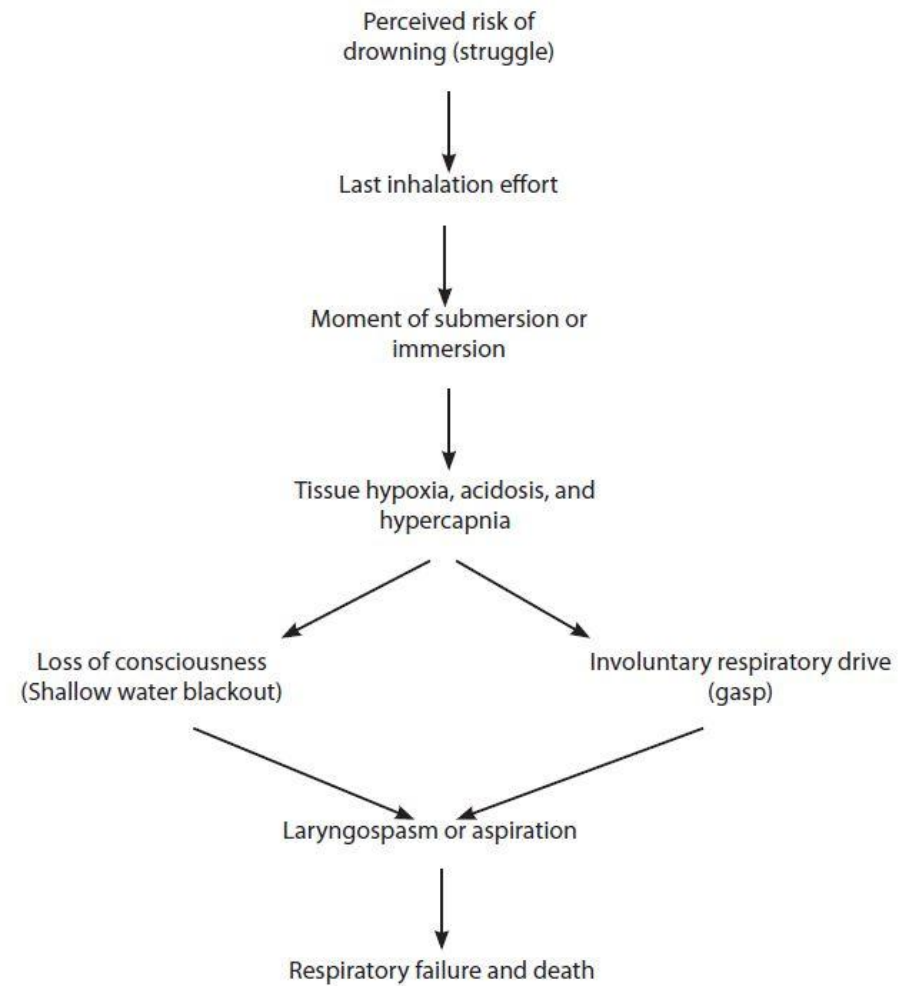 Perceived risk of
drowning (struggle)
Last inhalation effort
Moment of submersion or
immersion
Tissue hypoxia, acidosis, and
hypercapnia
Loss of consciousness
(Shallow water blackout)
Involuntary respiratory drive
(gasp)
Laryngospasm or aspiration
Respiratory failure and death